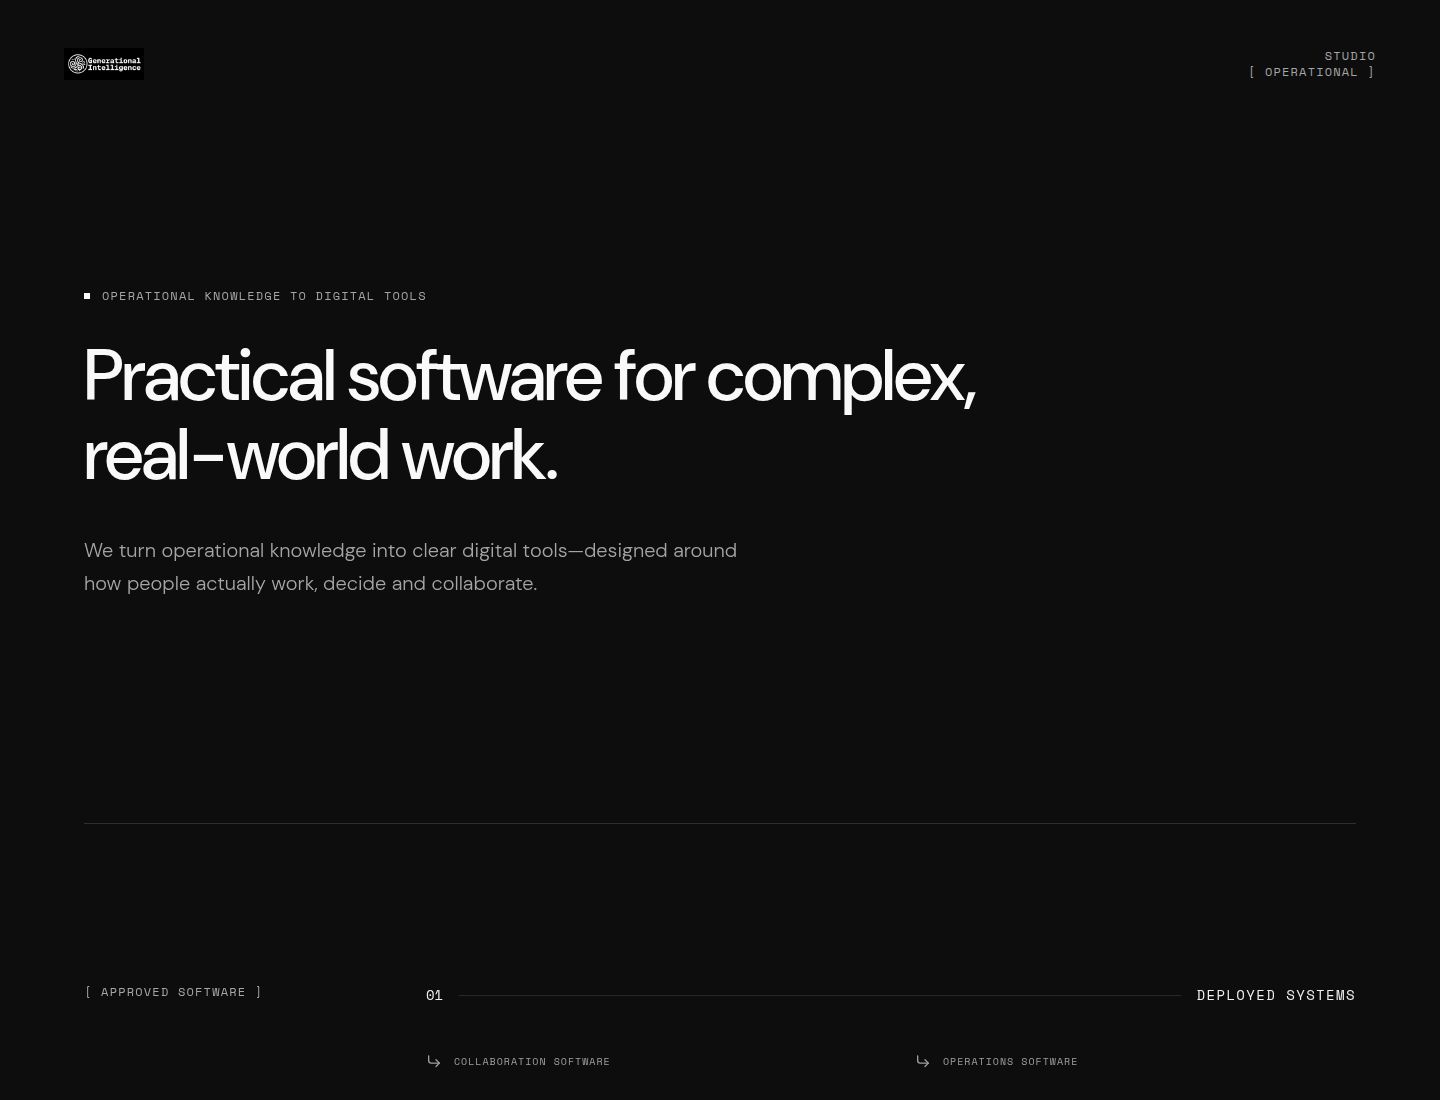 Generational
Intelligence
STUDIO
[ OPERATIONAL ]
OPERATIONAL KNOWLEDGE TO DIGITAL TOOLS
Practical software for complex,
real-world work.
We turn operational knowledge into clear digital tools—designed around
how people actually work, decide and collaborate.
[ APPROVED SOFTWARE ]
01
DEPLOYED SYSTEMS
COLLABORATION SOFTWARE
OPERATIONS SOFTWARE